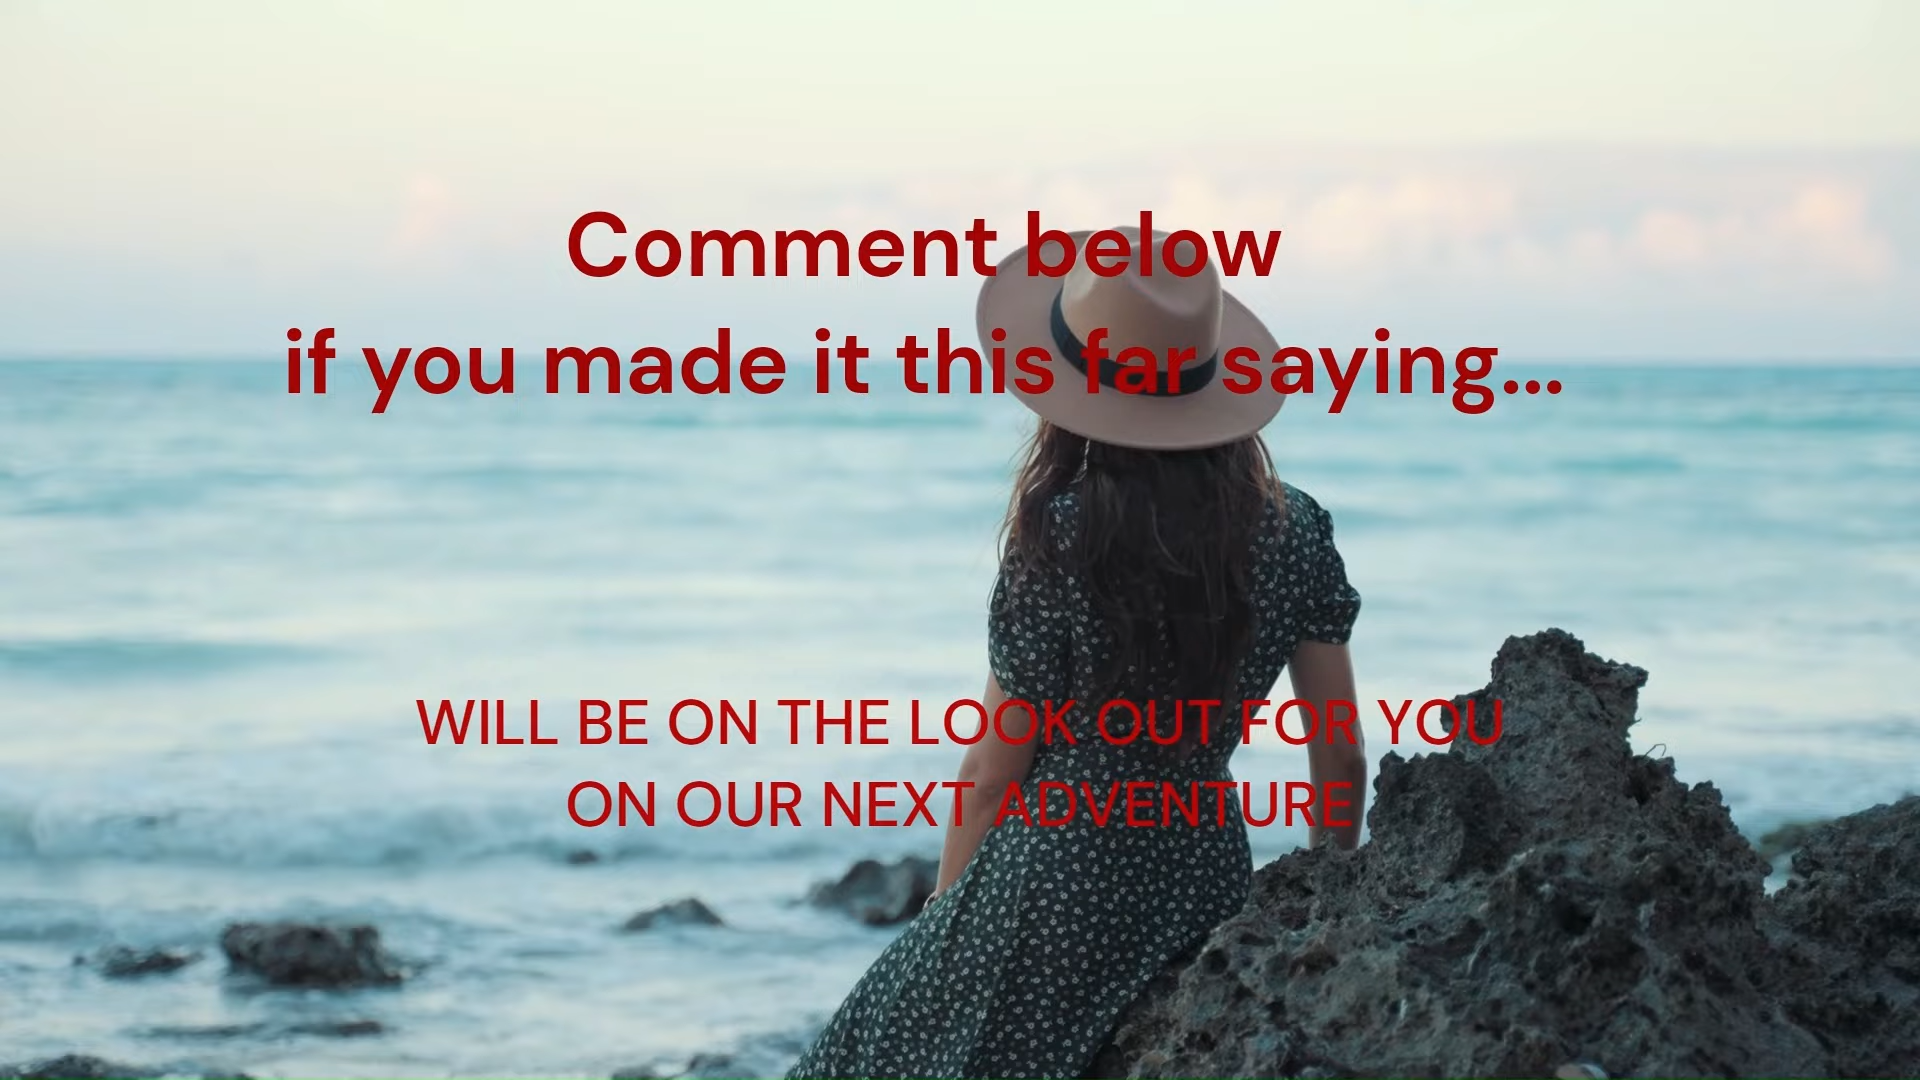 Comment below
if you made it this far saying...
WILL BE ON THE LOOK OUT FOR YOU
ON OUR NEXT ADVENTURE